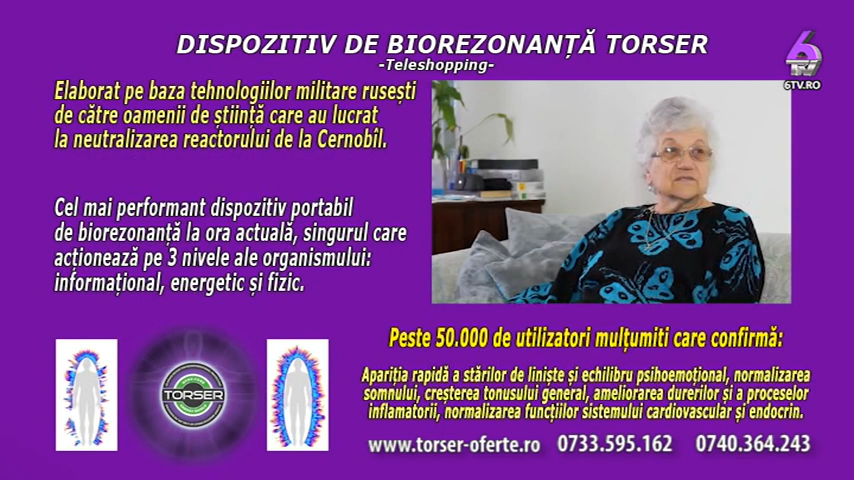 DISPOZITIV DE BIOREZONANȚĂ TORSER
-Teleshopping-
6
TV
6TV.RO
Elaborat pe baza tehnologiilor militare rusești
de către oamenii de știință care au lucrat
la neutralizarea reactorului de la Cernobîl.
Cel mai performant dispozitiv portabil
de biorezonanță la ora actuală, singurul care
acționează pe 3 nivele ale organismului:
informațional, energetic și fizic.
TORSER
Peste 50.000 de utilizatori mulțumiti care confirmă:
Apariția rapidă a stărilor de liniște și echilibru psihoemoțional, normalizarea
somnului, creșterea tonusului general, ameliorarea durerilor și a proceselor
inflamatorii, normalizarea funcțiilor sistemului cardiovascular și endocrin.
www.torser-oferte.ro 0733.595.162 0740.364.243